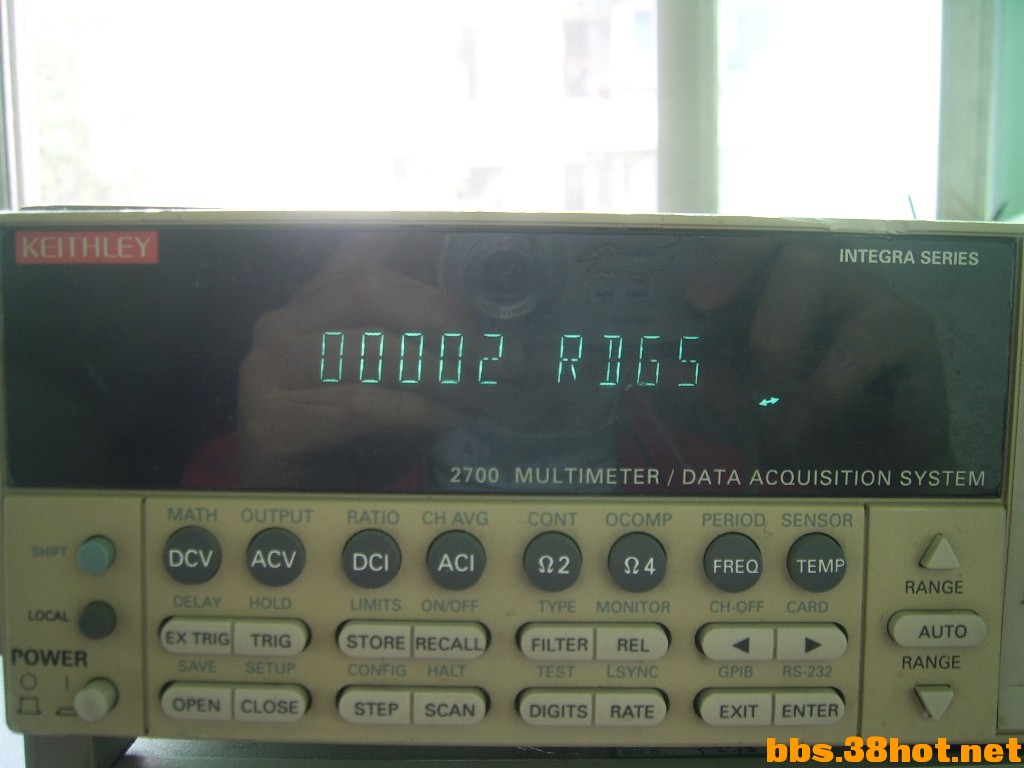 KEITHLEY
INTEGRA SERIES
00002 RDGS
2700 MULTIMETER / DATA ACQUISITION SYSTEM
MATH OUTPUT RATIO CH AVG CONT OCOMP PERIOD SENSOR
SHIFT DCV ACV DCI ACI Ω2 Ω4 FREQ TEMP
RANGE
DELAY HOLD LIMITS ON/OFF TYPE MONITOR CH-OFF CARD
LOCAL EX TRIG TRIG STORE RECALL FILTER REL AUTO
POWER SAVE SETUP CONFIG HALT TEST LSYNC GPIB RS-232 RANGE
OPEN CLOSE STEP SCAN DIGITS RATE EXIT ENTER
bbs.38hot.net